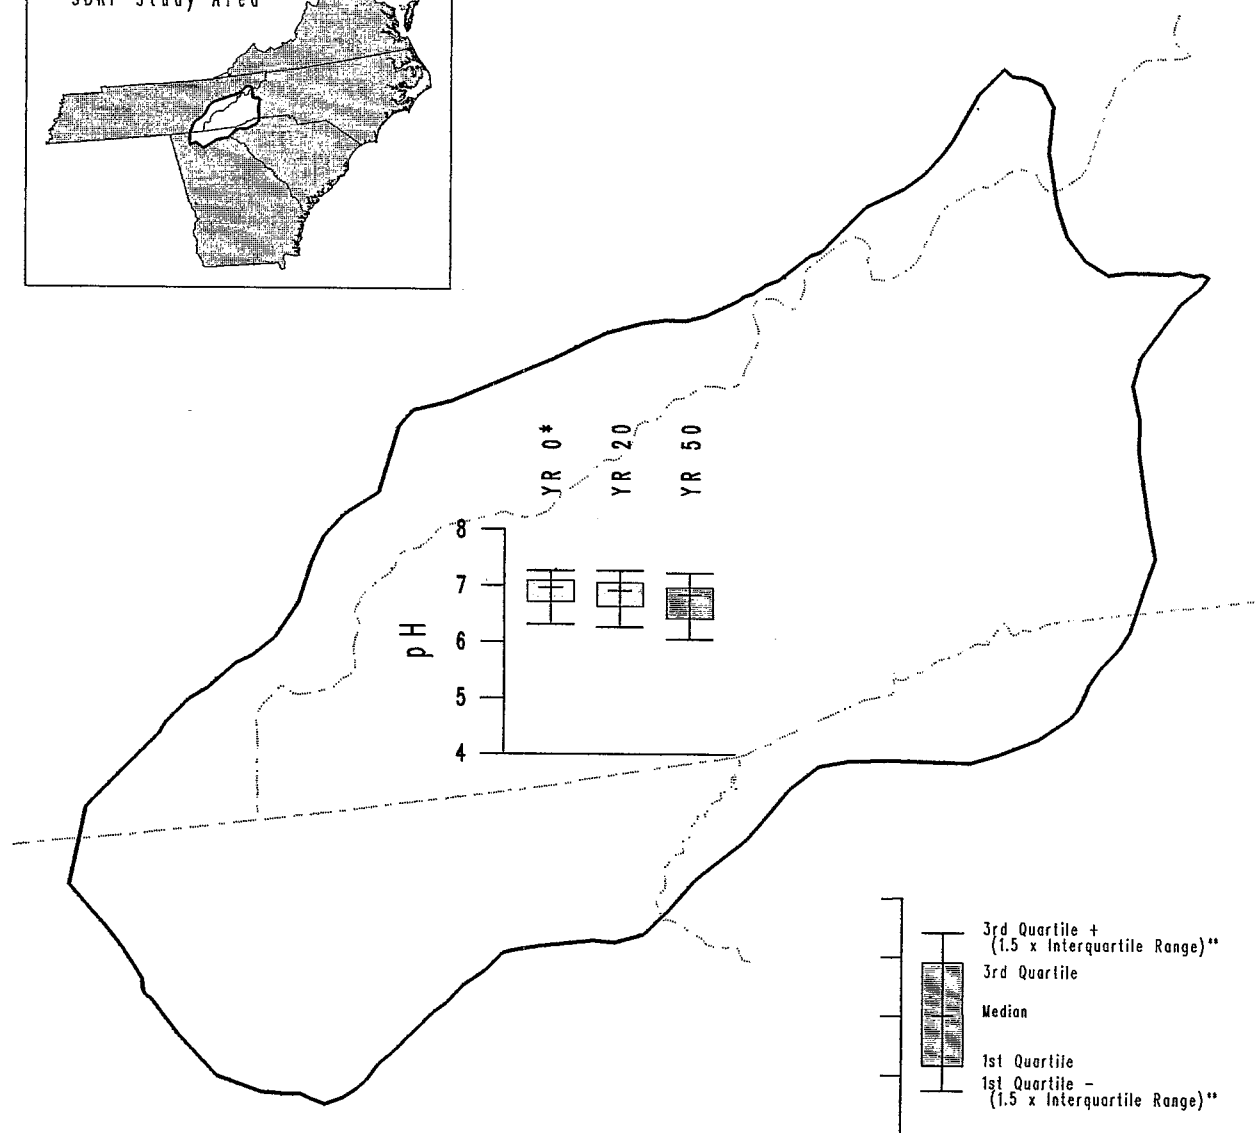 Study Area
YR 0*
YR 20
YR 50
8
7
6
5
4
pH
3rd Quartile +
(1.5 x Interquartile Range)**
3rd Quartile
Median
1st Quartile
1st Quartile –
(1.5 x Interquartile Range)**